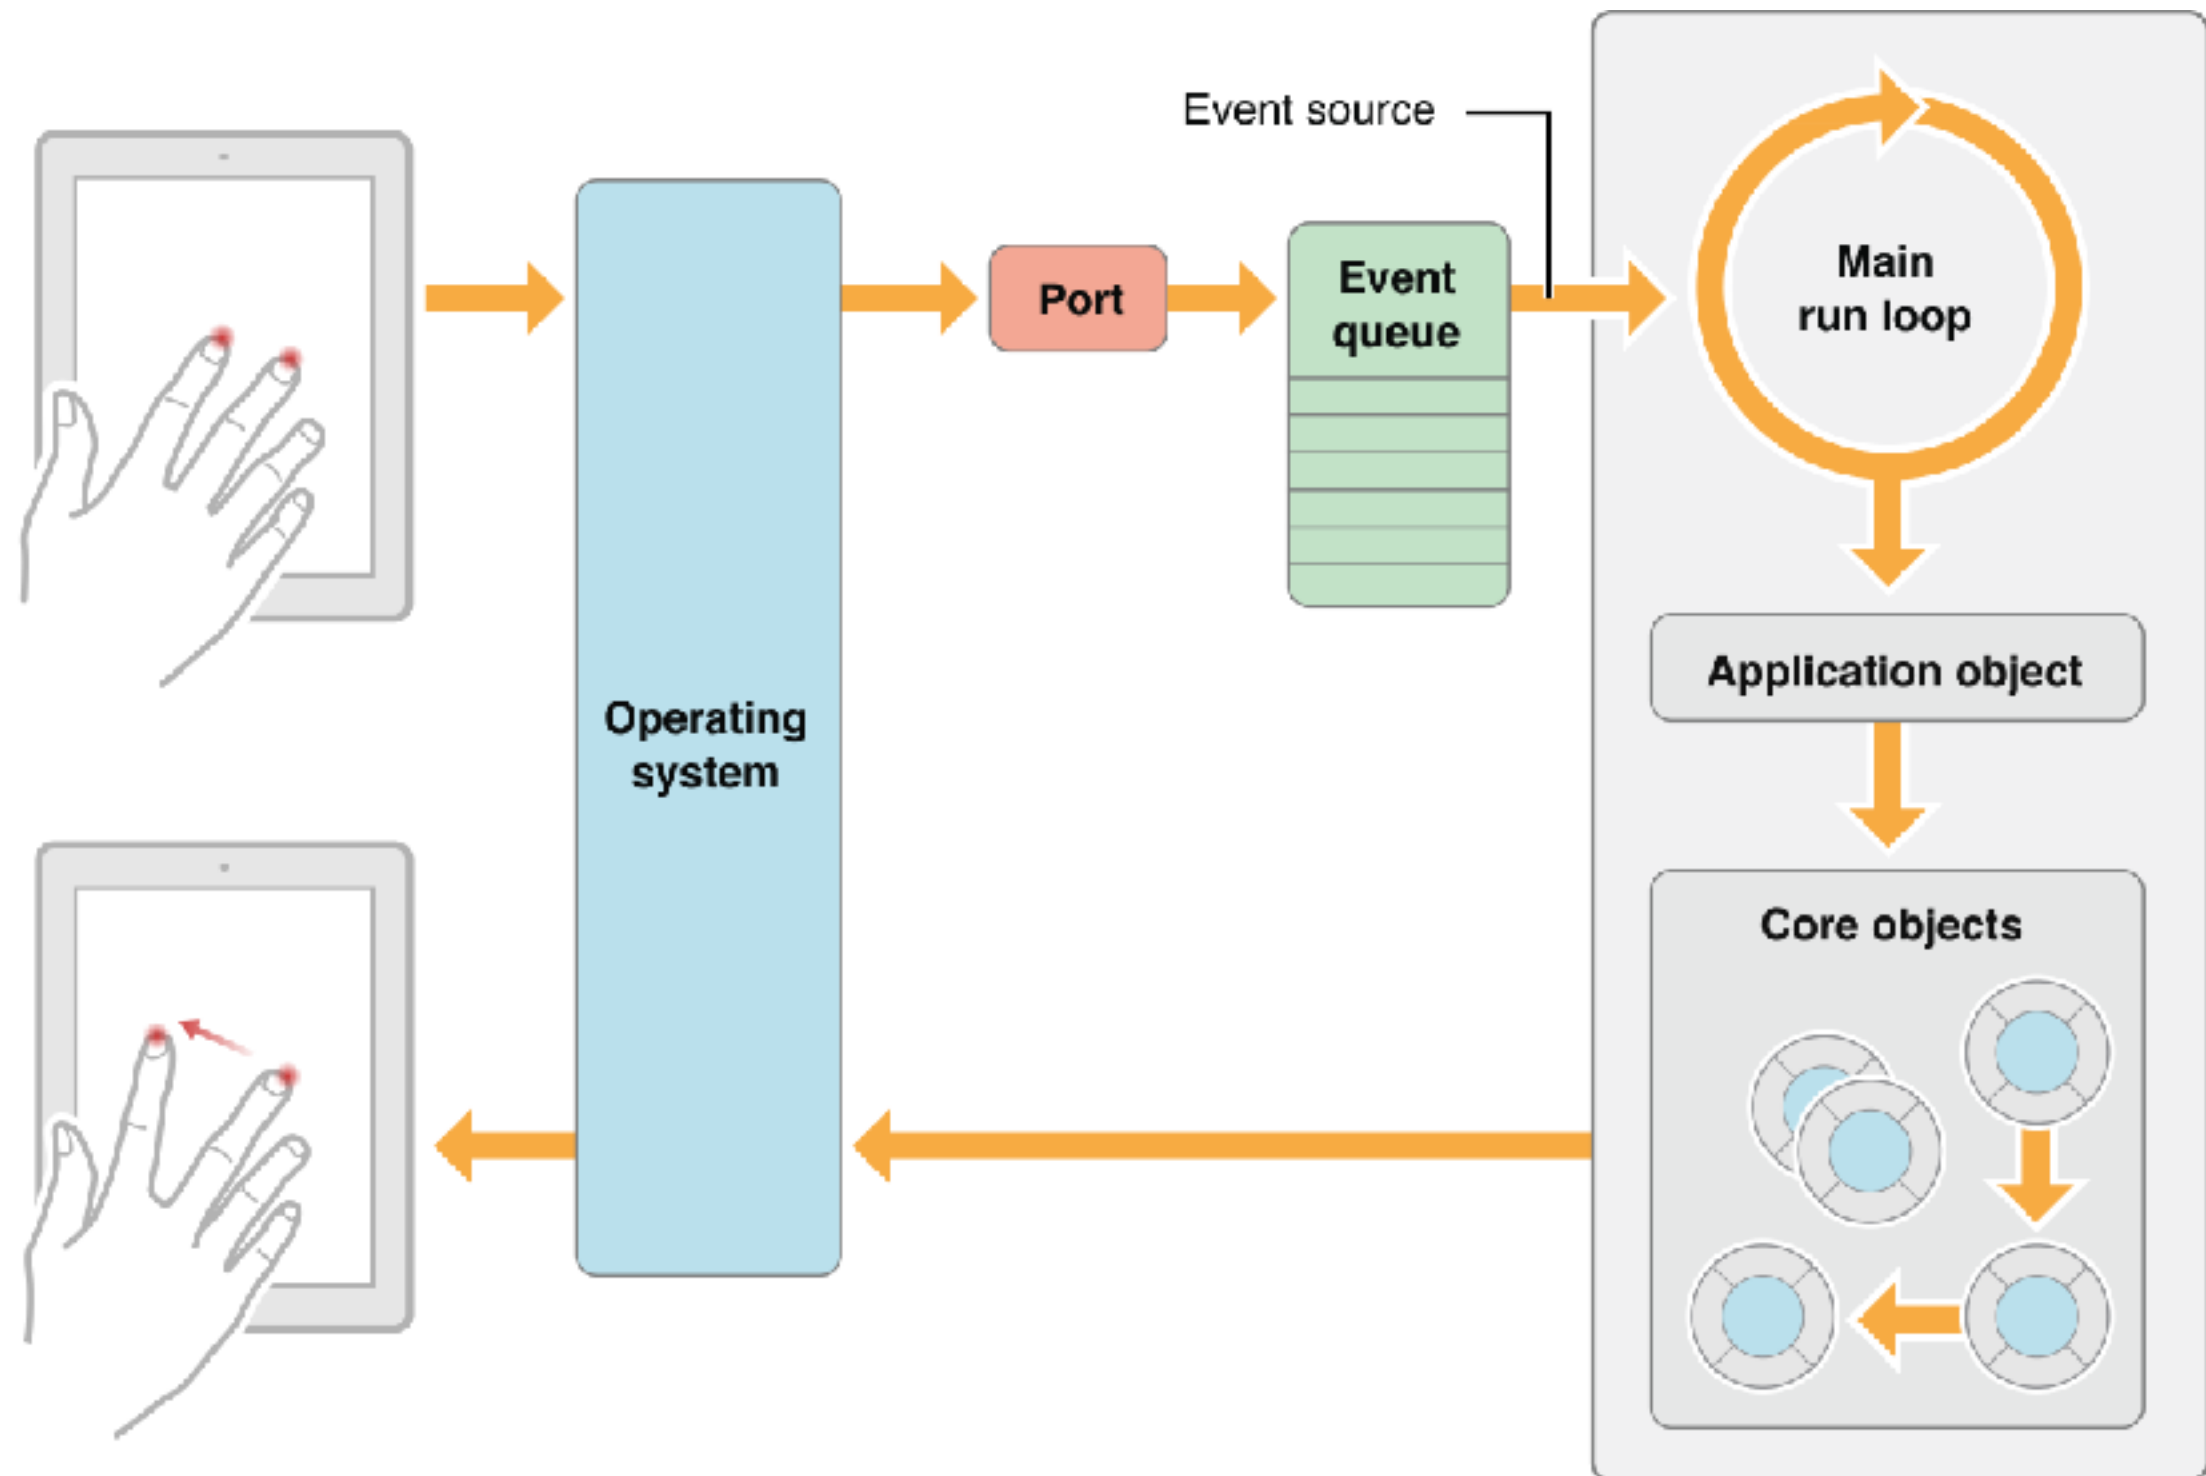 Event source
Main
run loop
Port
Event
queue
Application object
Operating
system
Core objects